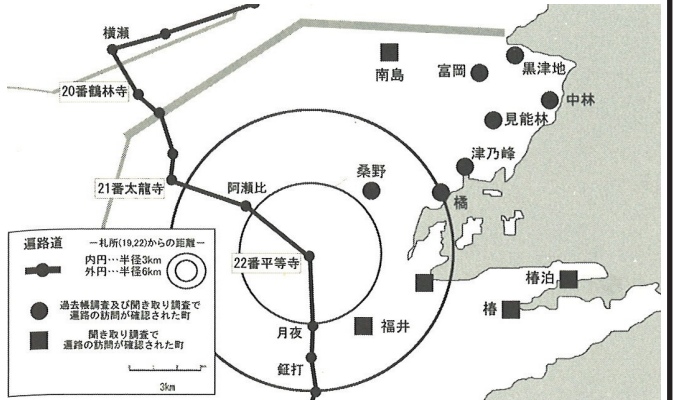 横瀬
20番鶴林寺
南島
富岡
黒津地
中林
見能林
津乃峰
桑野
橘
21番太龍寺
阿瀬比
22番平等寺
椿泊
椿
福井
月夜
鉦打
遍路道
―札所(19,22)からの距離―
内円…半径3km
外円…半径6km
過去帳調査及び聞き取り調査で
遍路の訪問が確認された町
聞き取り調査で
遍路の訪問が確認された町
3km